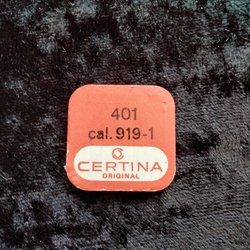 401
cal. 919-1
CERTINA
ORIGINAL